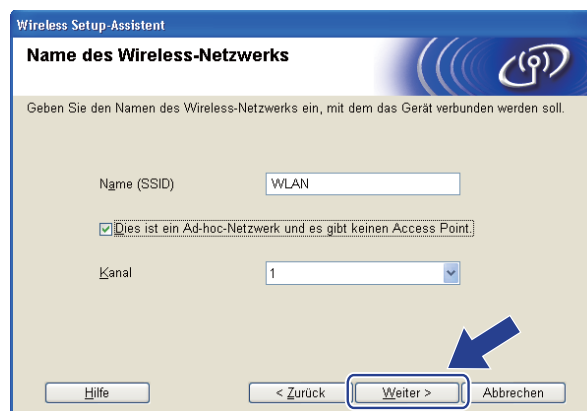 Wireless Setup-Assistent
Name des Wireless-Netzwerks
Geben Sie den Namen des Wireless-Netzwerks ein, mit dem das Gerät verbunden werden soll.
Name (SSID) WLAN
Dies ist ein Ad-hoc-Netzwerk und es gibt keinen Access Point.
Kanal 1
Hilfe < Zurück Weiter > Abbrechen